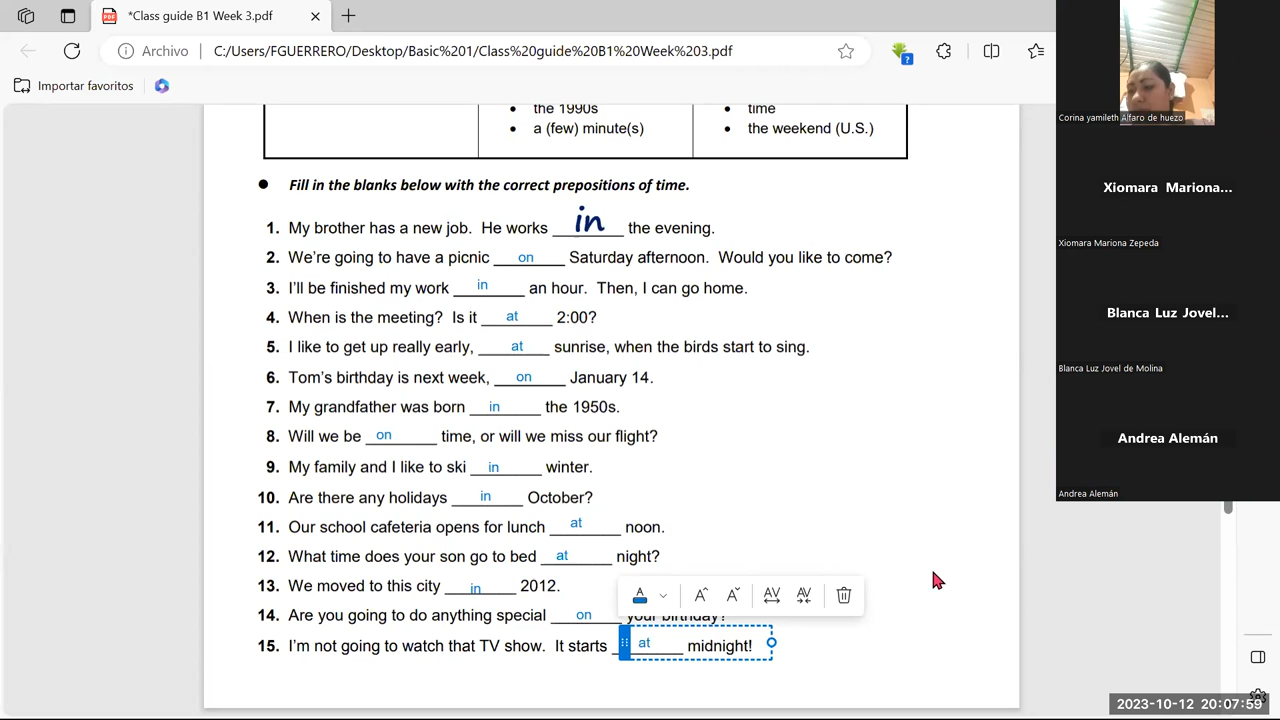 *Class guide B1 Week 3.pdf
Archivo C:/Users/FGUERRERO/Desktop/Basic%201/Class%20guide%20B1%20Week%203.pdf
Importar favoritos
the 1990s
time
a (few) minute(s)
the weekend (U.S.)
Fill in the blanks below with the correct prepositions of time.
1. My brother has a new job. He works in the evening.
2. We're going to have a picnic on Saturday afternoon. Would you like to come?
3. I'll be finished my work in an hour. Then, I can go home.
4. When is the meeting? Is it at 2:00?
5. I like to get up really early, at sunrise, when the birds start to sing.
6. Tom's birthday is next week, on January 14.
7. My grandfather was born in the 1950s.
8. Will we be on time, or will we miss our flight?
9. My family and I like to ski in winter.
10. Are there any holidays in October?
11. Our school cafeteria opens for lunch at noon.
12. What time does your son go to bed at night?
13. We moved to this city in 2012.
14. Are you going to do anything special on your birthday?
15. I'm not going to watch that TV show. It starts at midnight!
Corina yamileth Alfaro de huezo
Xiomara Mariona...
Xiomara Mariona Zepeda
Blanca Luz Jovel...
Blanca Luz Jovel de Molina
Andrea Alemán
Andrea Alemán
2023-10-12 20:07:59